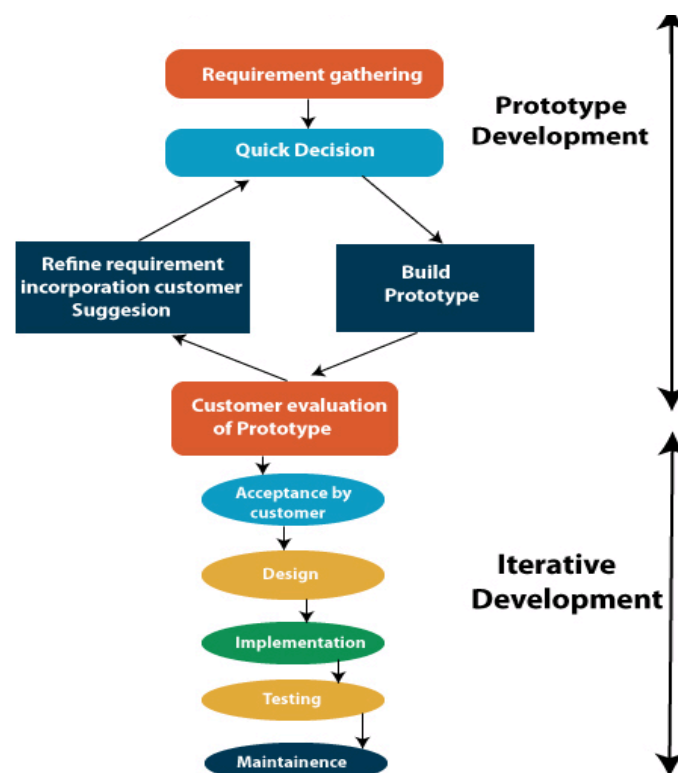 Requirement gathering
Prototype
Development
Quick Decision
Refine requirement
incorporation customer
Suggesion
Build
Prototype
Customer evaluation
of Prototype
Acceptance by
customer
Iterative
Development
Design
Implementation
Testing
Maintainence